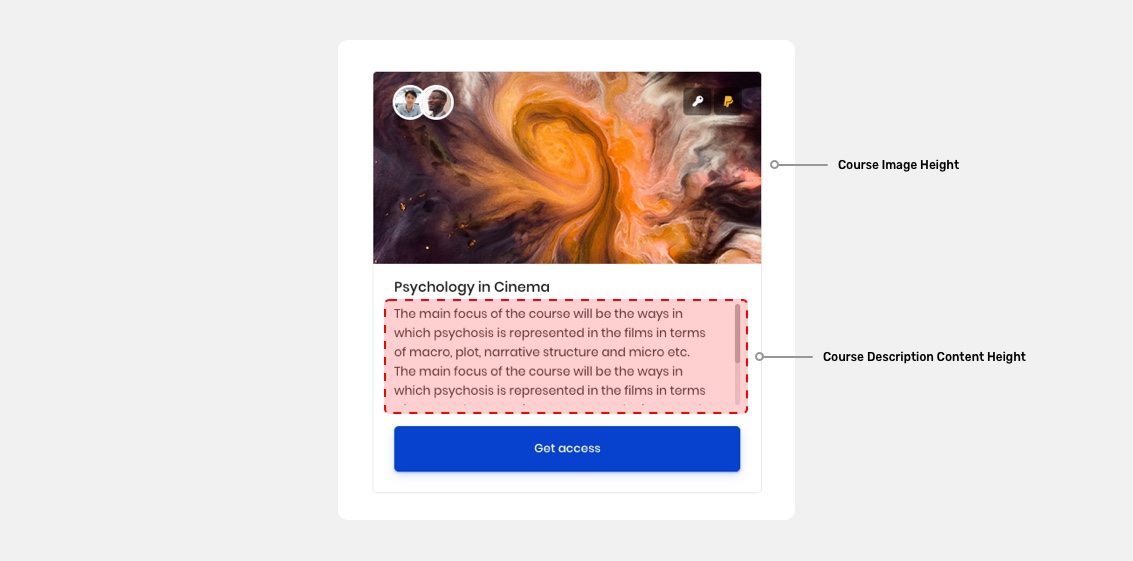 Course Image Height
Psychology in Cinema
The main focus of the course will be the ways in
which psychosis is represented in the films in terms
of macro, plot, narrative structure and micro etc.
The main focus of the course will be the ways in
which psychosis is represented in the films in terms
Course Description Content Height
Get access